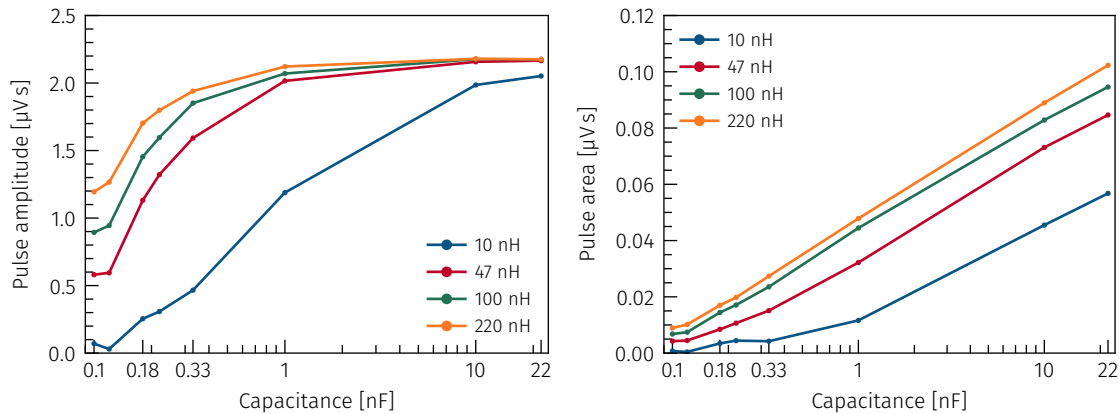 Pulse amplitude [µV s]
2.5
2.0
1.5
1.0
0.5
0.0
10 nH
47 nH
100 nH
220 nH
0.1 0.18 0.33 1 10 22
Capacitance [nF]
Pulse area [µV s]
0.12
0.10
0.08
0.06
0.04
0.02
0.00
10 nH
47 nH
100 nH
220 nH
0.1 0.18 0.33 1 10 22
Capacitance [nF]